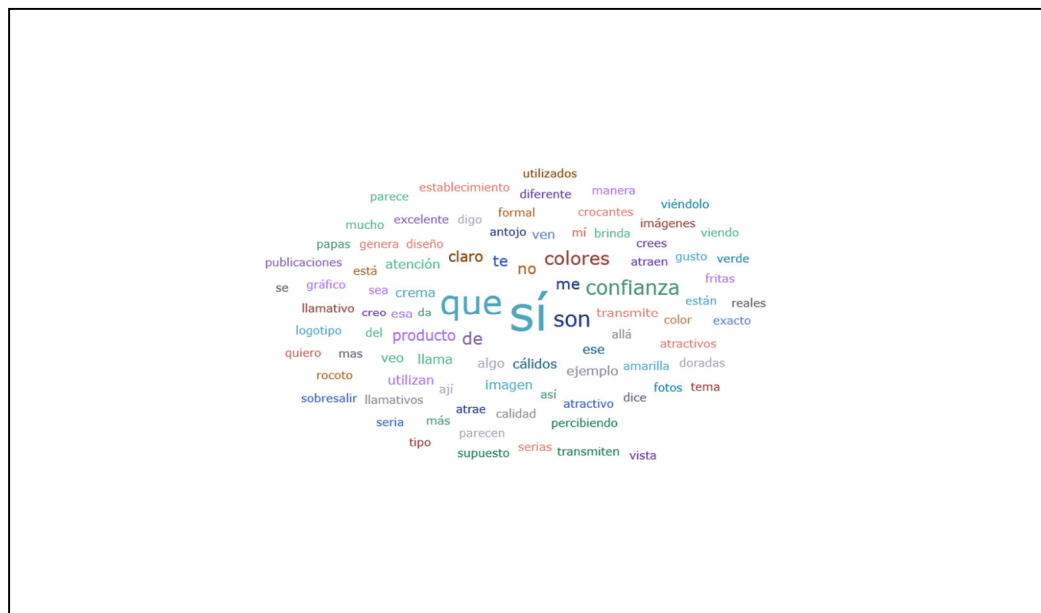 utilizados
parece establecimiento diferente manera
viéndolo
mucho excelente digo formal crocantes imágenes
antojo ven mí brinda viendo
papas genera diseño crees
publicaciones está atención claro te no colores atraen gusto verde
se gráfico sea crema que sí me confianza fritas
llamativo creo esa da son transmite están reales
logotipo del producto de allá color exacto
quiero mas veo llama algo cálidos ese ejemplo amarilla atractivos doradas
rocoto utilizan ají imagen fotos tema
sobresalir llamativos atrae así atractivo dice
seria más calidad percibiendo
tipo parecen supuesto serias transmiten vista